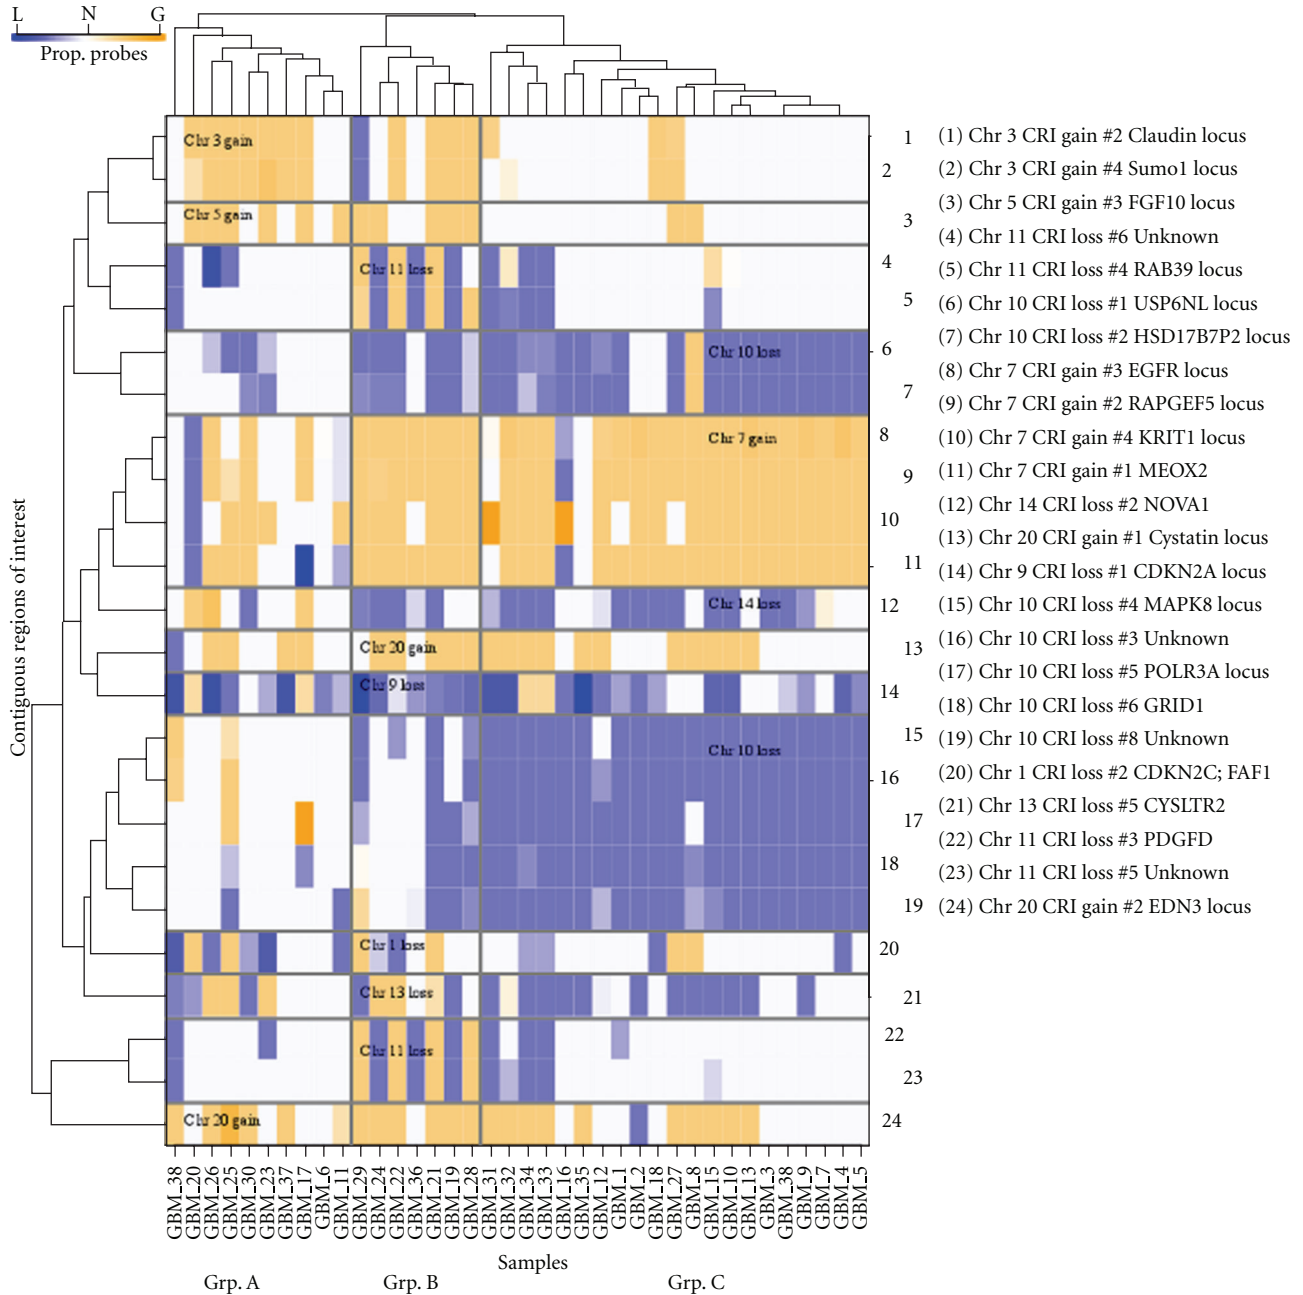 L N G
Prop. probes
Contiguous regions of interest
Chr 3 gain
Chr 5 gain
Chr 11 loss
Chr 10 loss
Chr 7 gain
Chr 14 loss
Chr 20 gain
Chr 9 loss
Chr 10 loss
Chr 1 loss
Chr 13 loss
Chr 11 loss
Chr 20 gain
1
2
3
4
5
6
7
8
9
10
11
12
13
14
15
16
17
18
19
20
21
22
23
24
(1) Chr 3 CRI gain #2 Claudin locus
(2) Chr 3 CRI gain #4 Sumo1 locus
(3) Chr 5 CRI gain #3 FGF10 locus
(4) Chr 11 CRI loss #6 Unknown
(5) Chr 11 CRI loss #4 RAB39 locus
(6) Chr 10 CRI loss #1 USP6NL locus
(7) Chr 10 CRI loss #2 HSD17B7P2 locus
(8) Chr 7 CRI gain #3 EGFR locus
(9) Chr 7 CRI gain #2 RAPGEF5 locus
(10) Chr 7 CRI gain #4 KRIT1 locus
(11) Chr 7 CRI gain #1 MEOX2
(12) Chr 14 CRI loss #2 NOVA1
(13) Chr 20 CRI gain #1 Cystatin locus
(14) Chr 9 CRI loss #1 CDKN2A locus
(15) Chr 10 CRI loss #4 MAPK8 locus
(16) Chr 10 CRI loss #3 Unknown
(17) Chr 10 CRI loss #5 POLR3A locus
(18) Chr 10 CRI loss #6 GRID1
(19) Chr 10 CRI loss #8 Unknown
(20) Chr 1 CRI loss #2 CDKN2C; FAF1
(21) Chr 13 CRI loss #5 CYSLTR2
(22) Chr 11 CRI loss #3 PDGFD
(23) Chr 11 CRI loss #5 Unknown
(24) Chr 20 CRI gain #2 EDN3 locus
GBM_38
GBM_20
GBM_26
GBM_25
GBM_30
GBM_23
GBM_37
GBM_17
GBM_6
GBM_11
GBM_29
GBM_24
GBM_22
GBM_36
GBM_21
GBM_19
GBM_28
GBM_31
GBM_32
GBM_34
GBM_33
GBM_16
GBM_35
GBM_12
GBM_1
GBM_2
GBM_18
GBM_27
GBM_8
GBM_15
GBM_10
GBM_13
GBM_3
GBM_38
GBM_9
GBM_7
GBM_4
GBM_5
Samples
Grp. A Grp. B Grp. C